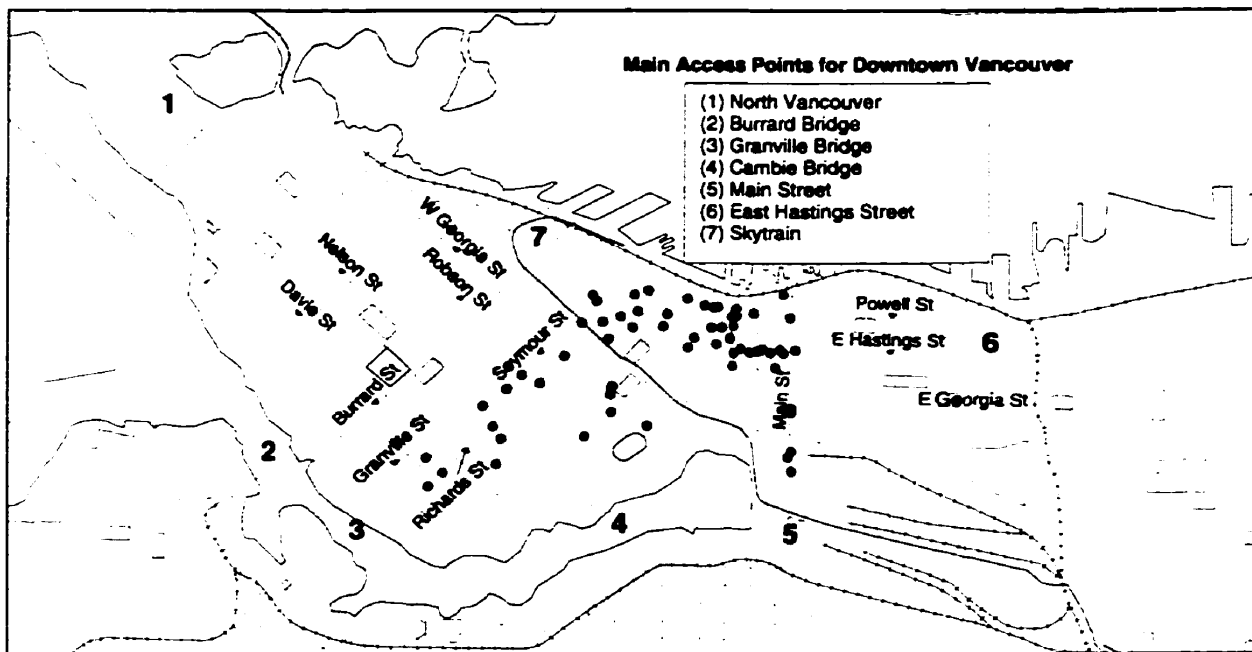 Main Access Points for Downtown Vancouver
(1) North Vancouver
(2) Burrard Bridge
(3) Granville Bridge
(4) Cambie Bridge
(5) Main Street
(6) East Hastings Street
(7) Skytrain
1
W Georgia St
7
Nelson St
Robson St
Davie St
Powell St
Seymour St
E Hastings St
6
Burrard St
Main St
E Georgia St
Granville St
2
Richards St
3
4
5